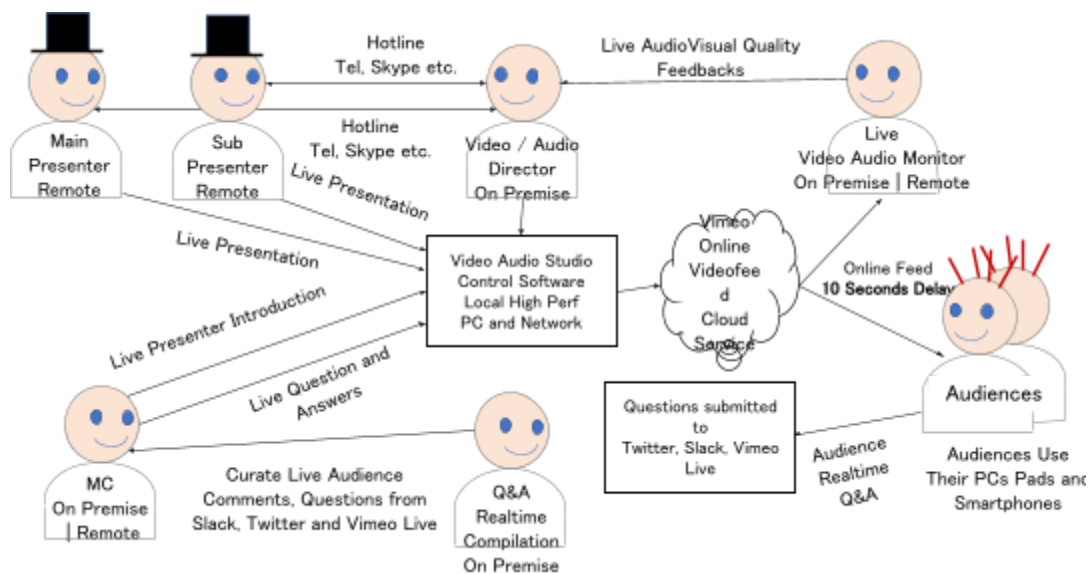 Hotline
Tel, Skype etc.
Live AudioVisual Quality
Feedbacks
Main
Presenter
Remote
Sub
Presenter
Remote
Hotline
Tel, Skype etc.
Video / Audio
Director
On Premise
Live
Video Audio Monitor
On Premise | Remote
Live Presentation
Live Presentation
Video Audio Studio
Control Software
Local High Perf
PC and Network
Vimeo
Online
Videofee
d
Cloud
Service
Online Feed
10 Seconds Delay
Live Presenter Introduction
Live Question and
Answers
Questions submitted
to
Twitter, Slack, Vimeo
Live
Audiences
Audience
Realtime
Q&A
Audiences Use
Their PCs Pads and
Smartphones
MC
On Premise
| Remote
Curate Live Audience
Comments, Questions from
Slack, Twitter and Vimeo Live
Q&A
Realtime
Compilation
On Premise